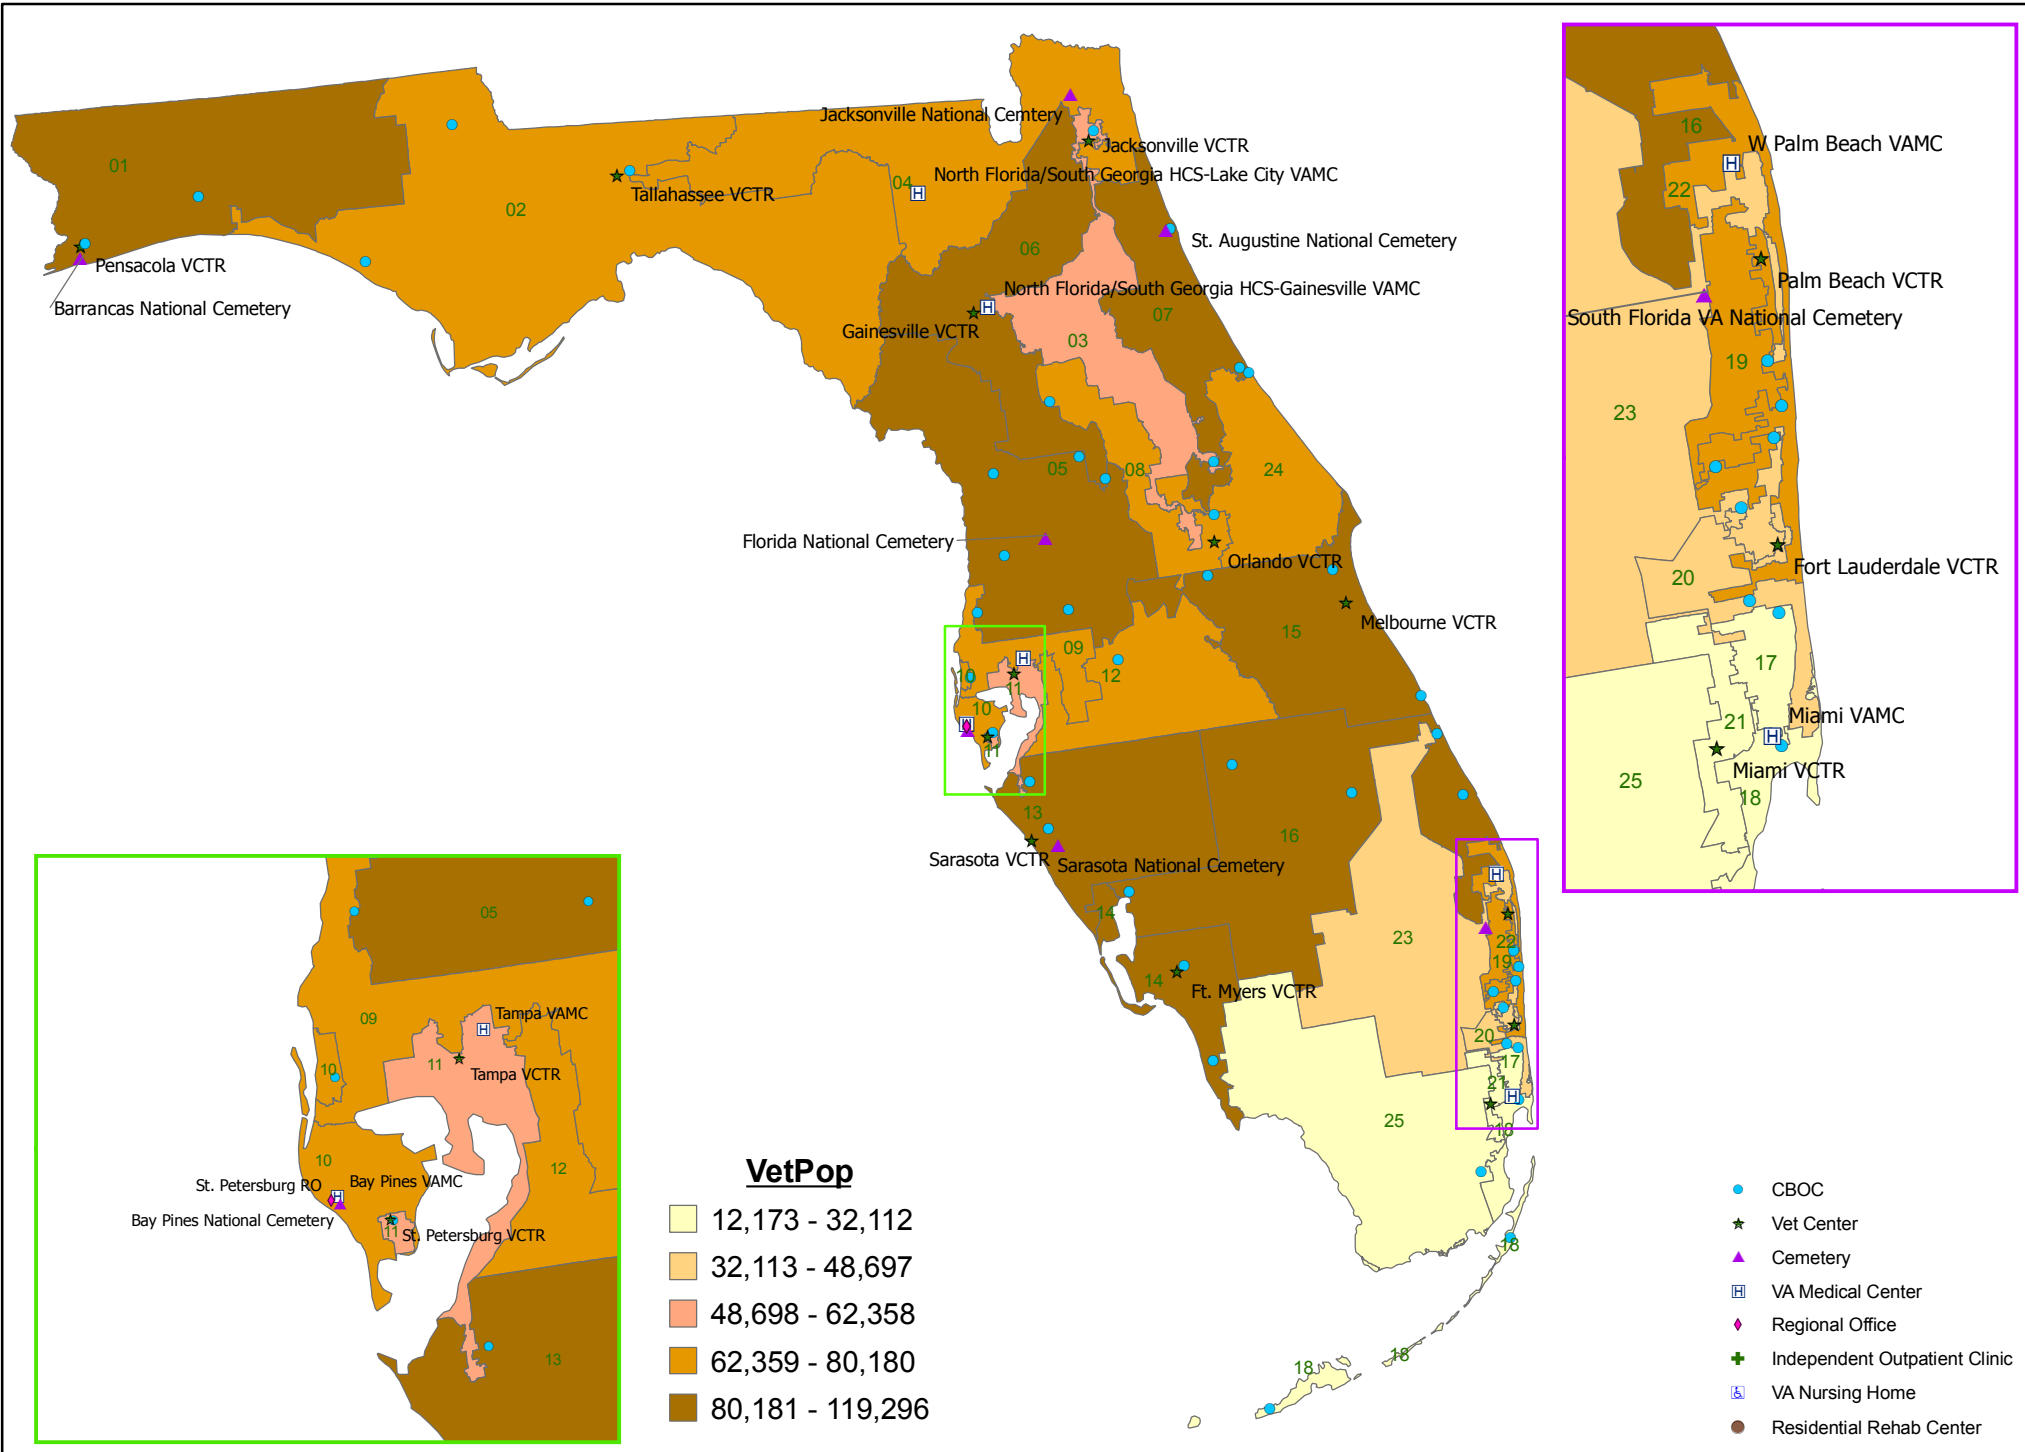 Jacksonville National Cemtery
Jacksonville VCTR
01
04
North Florida/South Georgia HCS-Lake City VAMC
Tallahassee VCTR
02
St. Augustine National Cemetery
06
Pensacola VCTR
North Florida/South Georgia HCS-Gainesville VAMC
Barrancas National Cemetery
07
Gainesville VCTR
03
05
08
24
Florida National Cemetery
Orlando VCTR
Melbourne VCTR
15
09
12
10
11
10
11
13
16
Sarasota VCTR
Sarasota National Cemetery
14
23
22
19
14
Ft. Myers VCTR
20
17
21
25
18
18
18
18
16
W Palm Beach VAMC
22
Palm Beach VCTR
South Florida VA National Cemetery
19
23
Fort Lauderdale VCTR
20
17
Miami VAMC
21
Miami VCTR
25
18
05
Tampa VAMC
09
11
10
Tampa VCTR
10
12
St. Petersburg RO
Bay Pines VAMC
Bay Pines National Cemetery
11
St. Petersburg VCTR
13
VetPop
12,173 - 32,112
32,113 - 48,697
48,698 - 62,358
62,359 - 80,180
80,181 - 119,296
CBOC
Vet Center
Cemetery
H VA Medical Center
Regional Office
Independent Outpatient Clinic
VA Nursing Home
Residential Rehab Center